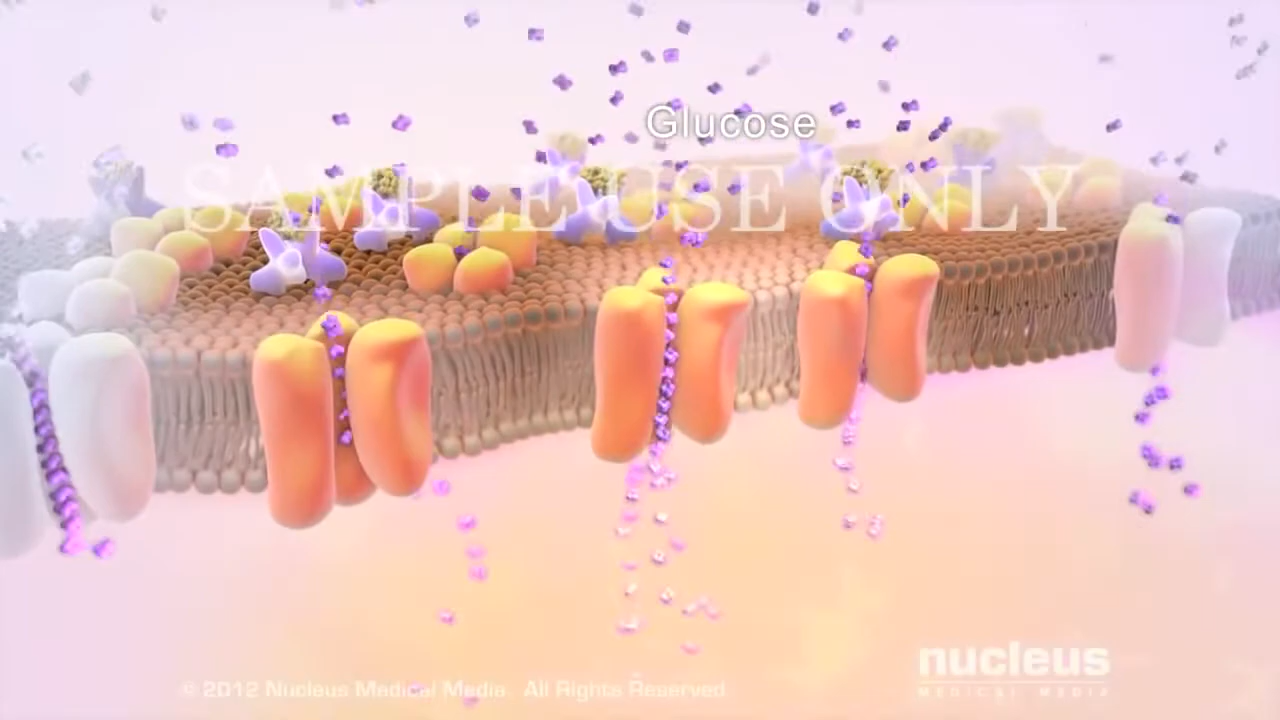 Glucose
SAMPLE USE ONLY
nucleus
MEDICAL MEDIA
© 2012 Nucleus Medical Media All Rights Reserved